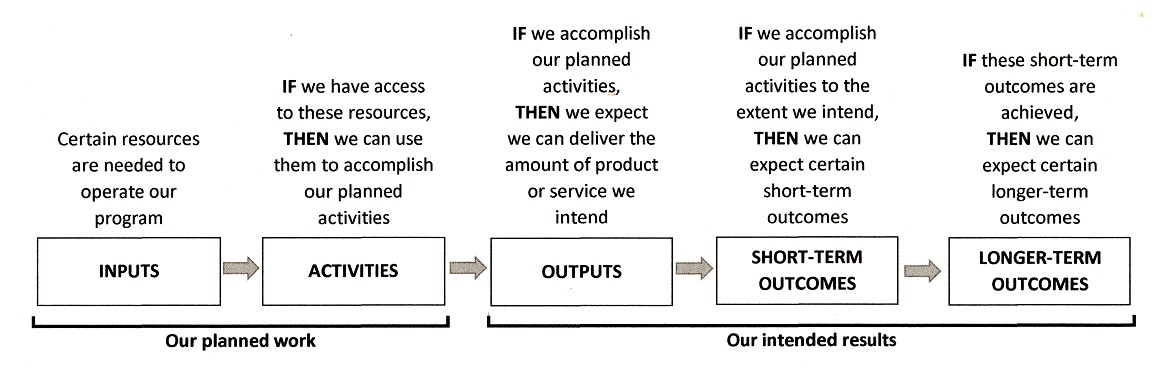 Certain resources
are needed to
operate our
program
IF we have access
to these resources,
THEN we can use
them to accomplish
our planned
activities
IF we accomplish
our planned
activities,
THEN we expect
we can deliver the
amount of product
or service we
intend
IF we accomplish
our planned
activities to the
extent we intend,
THEN we can
expect certain
short-term
outcomes
IF these short-term
outcomes are
achieved,
THEN we can
expect certain
longer-term
outcomes
INPUTS
ACTIVITIES
OUTPUTS
SHORT-TERM
OUTCOMES
LONGER-TERM
OUTCOMES
Our planned work
Our intended results